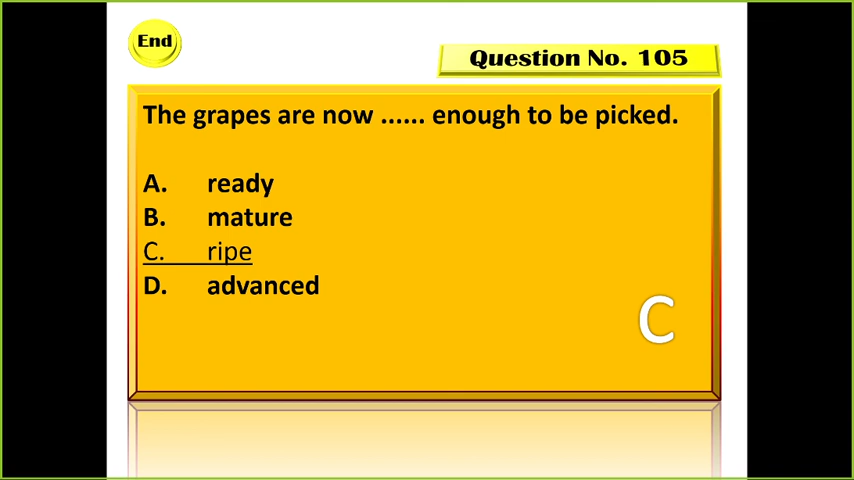 End
Question No. 105
The grapes are now ...... enough to be picked.
A. ready
B. mature
C. ripe
D. advanced
C